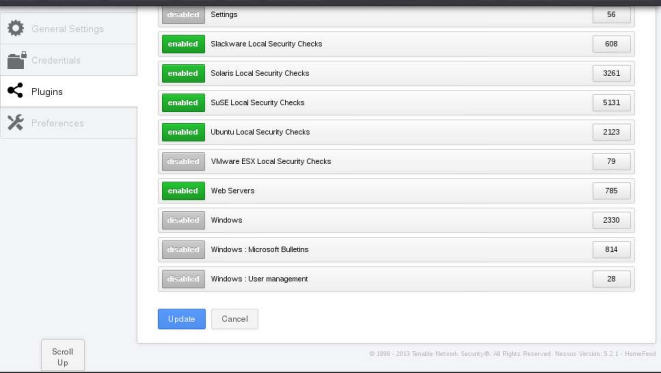 disabled Settings 56
General Settings
enabled Slackware Local Security Checks 608
Credentials
enabled Solaris Local Security Checks 3261
Plugins
enabled SuSE Local Security Checks 5131
Preferences
enabled Ubuntu Local Security Checks 2123
disabled VMware ESX Local Security Checks 79
enabled Web Servers 785
disabled Windows 2330
disabled Windows : Microsoft Bulletins 814
disabled Windows : User management 28
Update Cancel
Scroll Up
© 1998 - 2013 Tenable Network Security®. All Rights Reserved. Nessus Version: 5.2.1 - HomeFeed